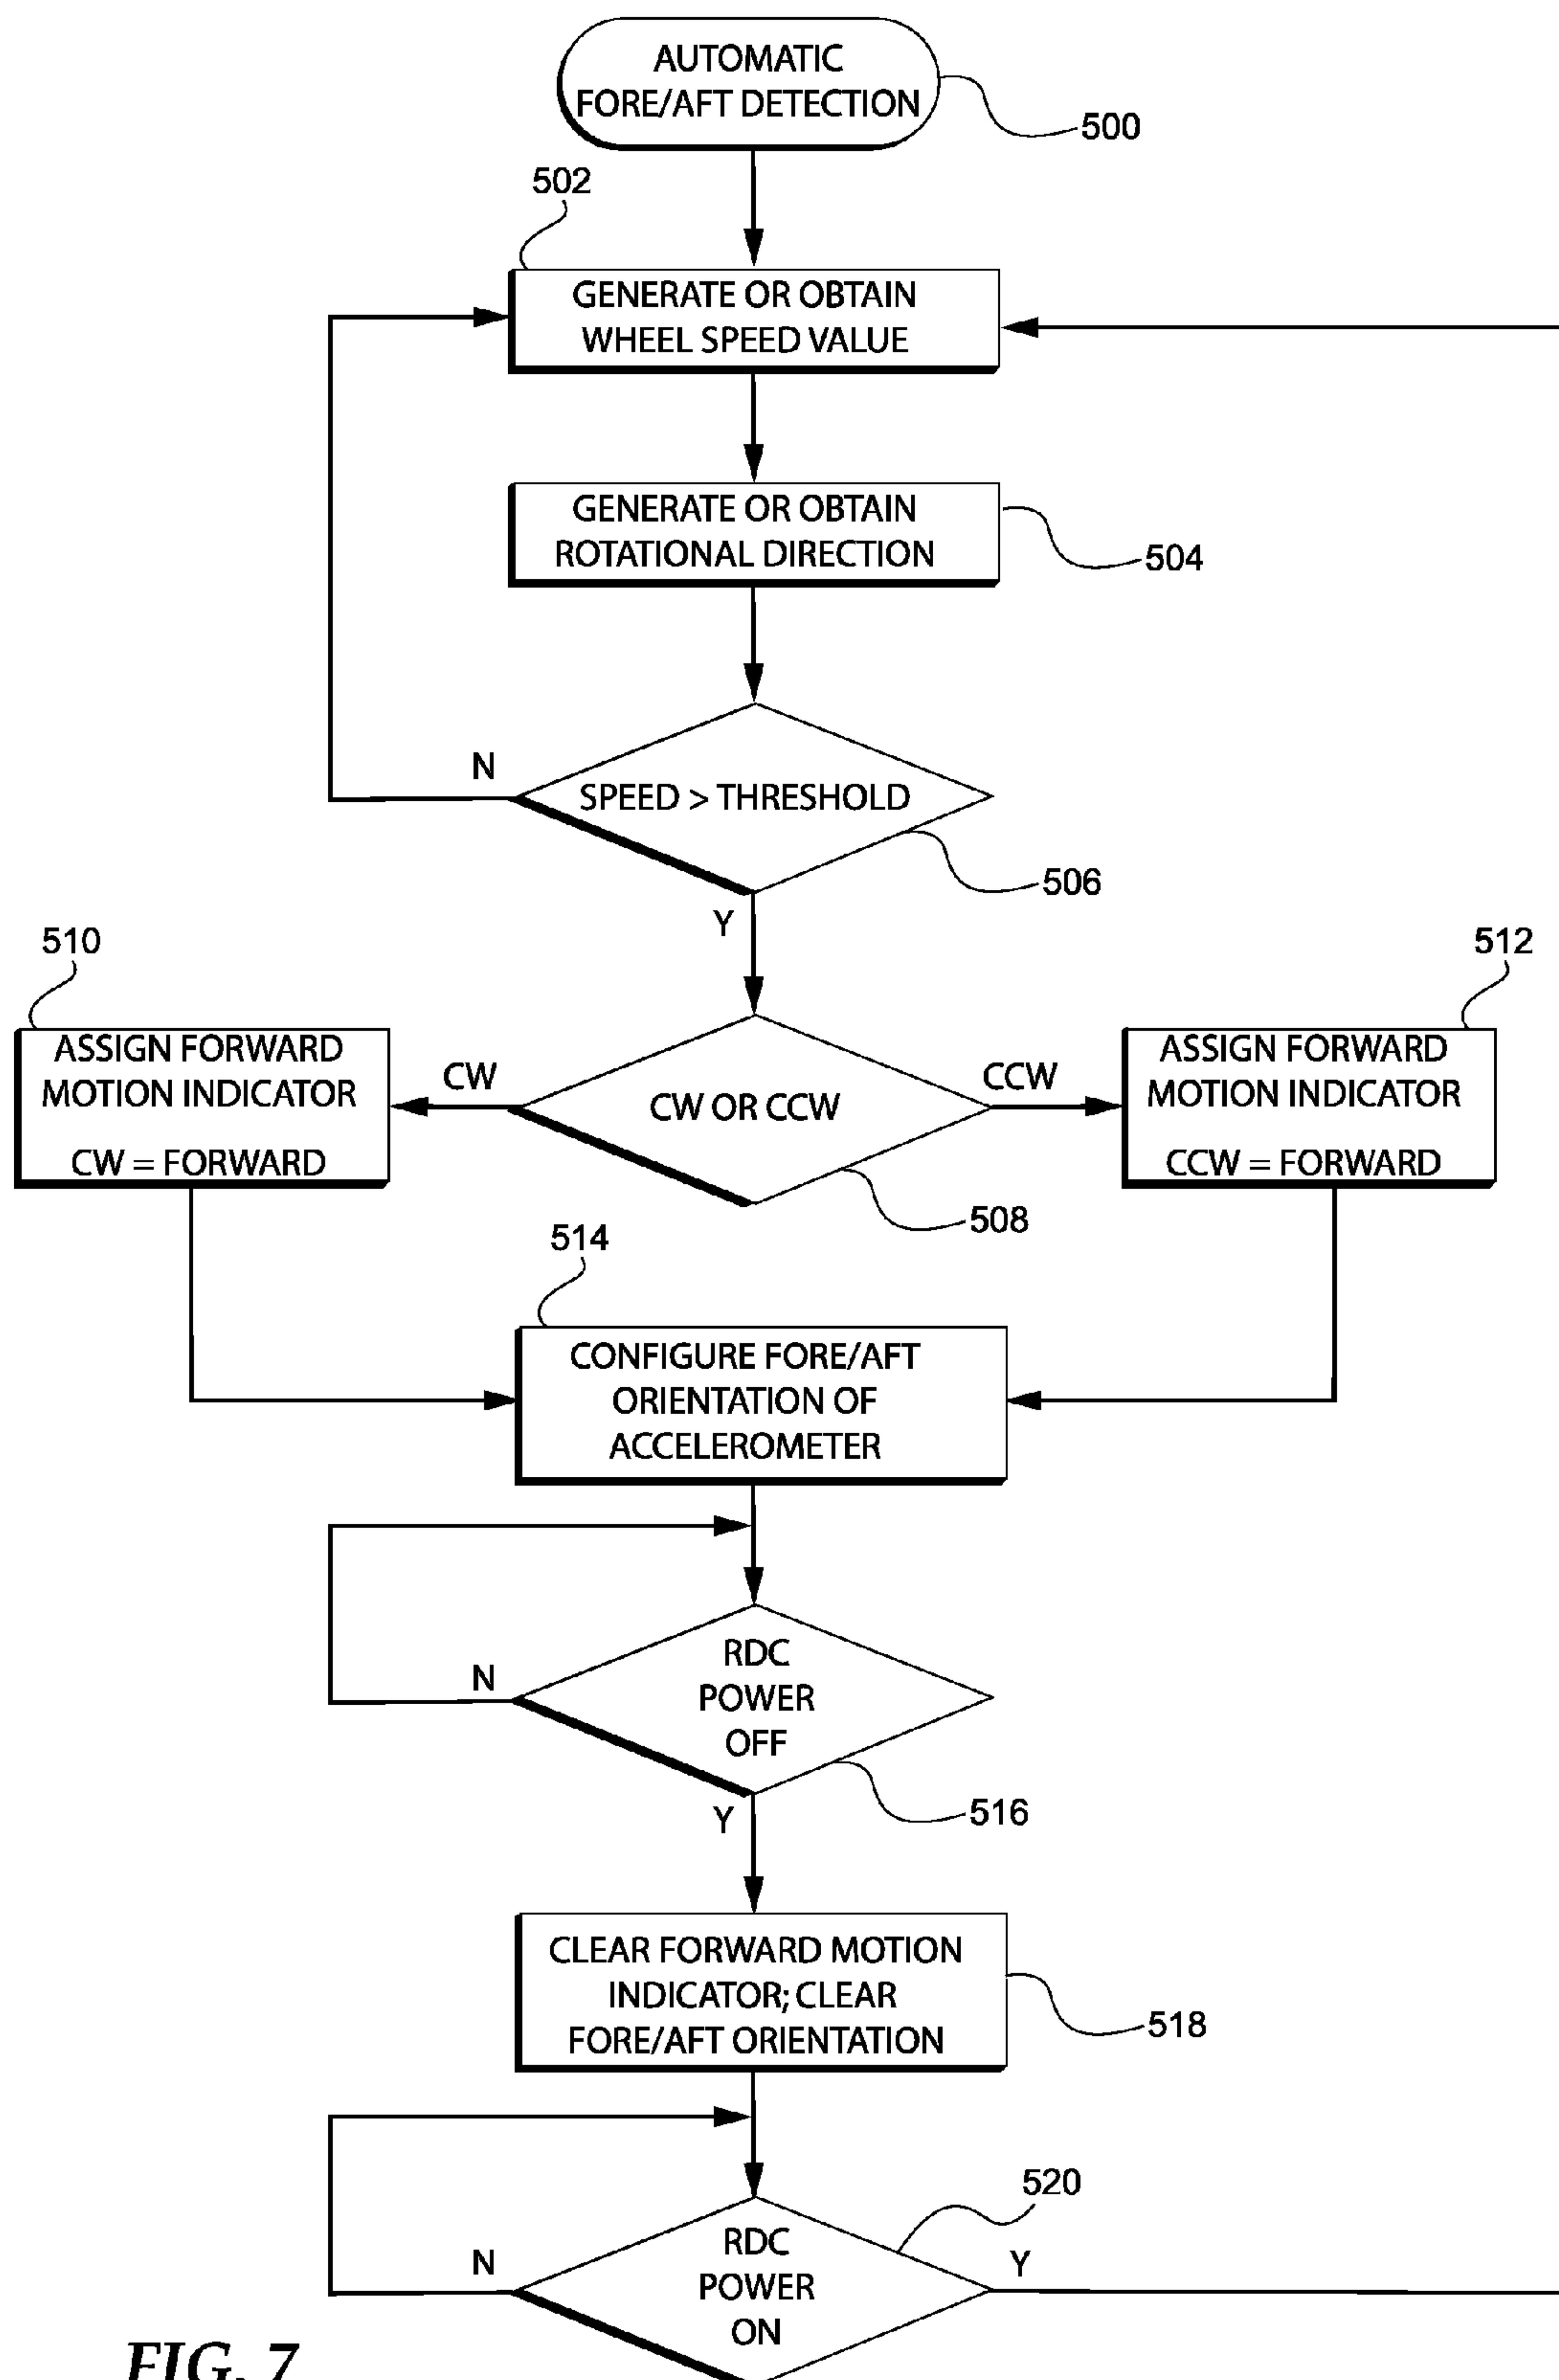 AUTOMATIC
FORE/AFT DETECTION
500
502
GENERATE OR OBTAIN
WHEEL SPEED VALUE
GENERATE OR OBTAIN
ROTATIONAL DIRECTION
504
N
SPEED > THRESHOLD
506
Y
510
512
ASSIGN FORWARD
MOTION INDICATOR
CW = FORWARD
CW
CW OR CCW
CCW
ASSIGN FORWARD
MOTION INDICATOR
CCW = FORWARD
508
514
CONFIGURE FORE/AFT
ORIENTATION OF
ACCELEROMETER
N
RDC
POWER
OFF
516
Y
CLEAR FORWARD MOTION
INDICATOR; CLEAR
FORE/AFT ORIENTATION
518
520
N
RDC
POWER
ON
Y
FIG. 7